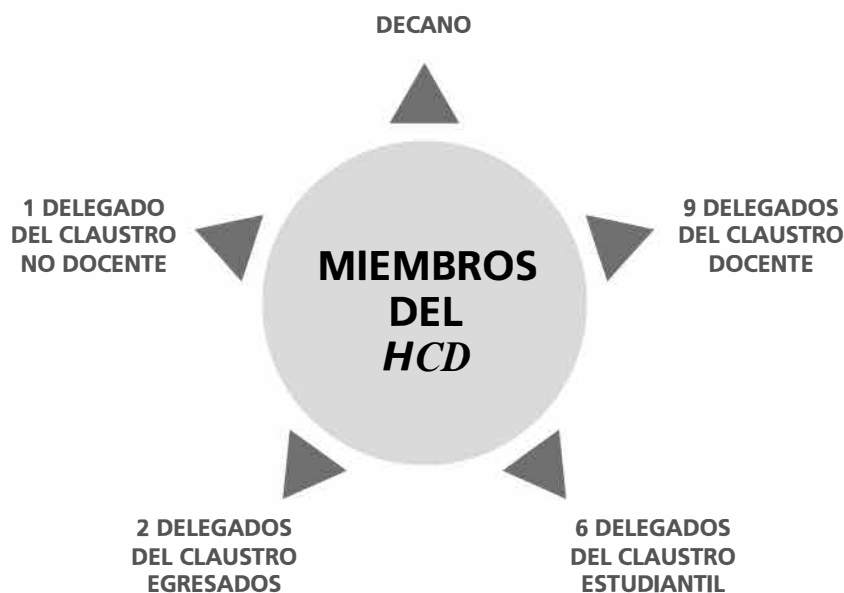 DECANO
1 DELEGADO
DEL CLAUSTRO
NO DOCENTE
9 DELEGADOS
DEL CLAUSTRO
DOCENTE
MIEMBROS
DEL
HCD
2 DELEGADOS
DEL CLAUSTRO
EGRESADOS
6 DELEGADOS
DEL CLAUSTRO
ESTUDIANTIL